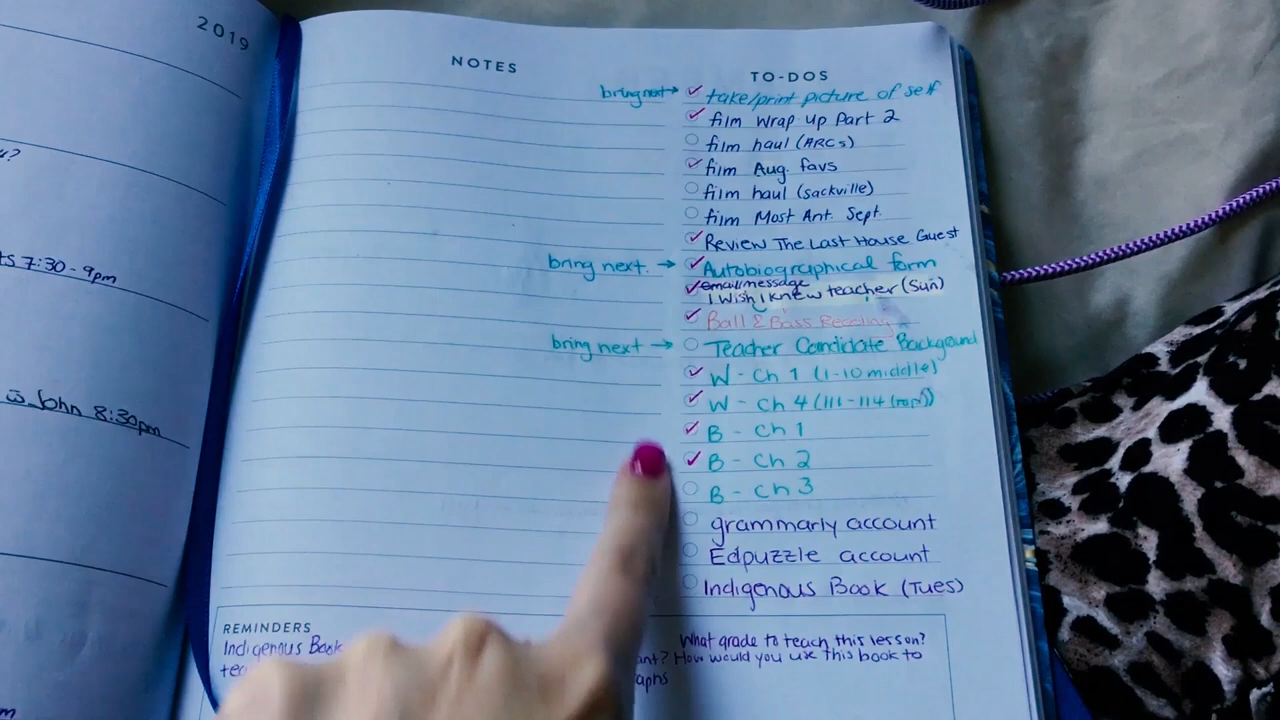 2019
7:30-9pm
w̄ John 8:30pm
NOTES
TO-DOS
bring next → ✓ take/print picture of self
✓ film wrap up Part 2
○ film haul (ARCs)
✓ film Aug. favs
○ film haul (sackville)
○ film Most Ant. Sept.
✓ Review The Last House Guest
bring next. → ✓ Autobiographical form
✓ email/message
I Wish I Knew teacher (Sun)
✓ Ball & Bass Reading
bring next → ○ Teacher Candidate Background
✓ W - Ch 1 (1-10 middle)
✓ W - Ch 4 (111-114 (top))
✓ B - Ch 1
✓ B - Ch 2
○ B - Ch 3
○ grammarly account
○ Edpuzzle account
○ Indigenous Book (Tues)
REMINDERS
Indigenous Book What grade to teach this lesson?
How would you use this book to